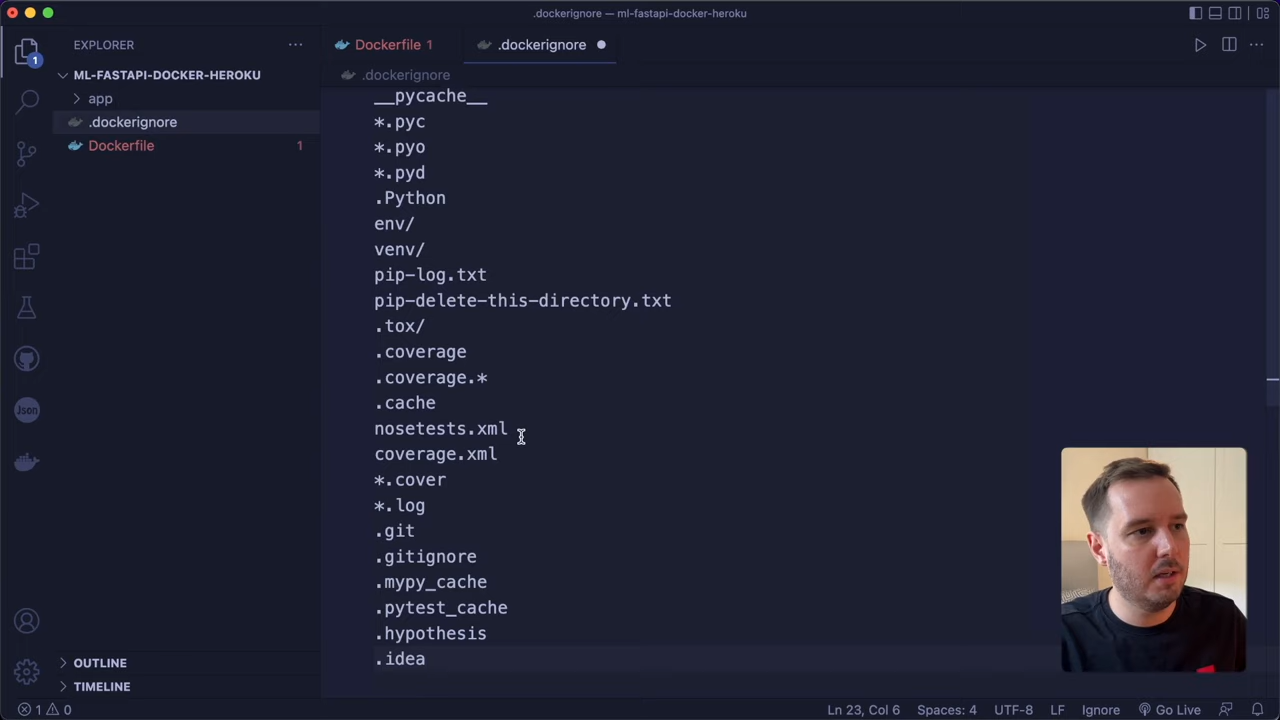 .dockerignore — ml-fastapi-docker-heroku
EXPLORER
Dockerfile 1
.dockerignore
1
ML-FASTAPI-DOCKER-HEROKU
.dockerignore
app
.dockerignore
Dockerfile 1
__pycache__
*.pyc
*.pyo
*.pyd
.Python
env/
venv/
pip-log.txt
pip-delete-this-directory.txt
.tox/
.coverage
.coverage.*
.cache
nosetests.xml
coverage.xml
*.cover
*.log
.git
.gitignore
.mypy_cache
.pytest_cache
.hypothesis
.idea
Json
OUTLINE
TIMELINE
1 0
Ln 23, Col 6
Spaces: 4
UTF-8
LF
Ignore
Go Live